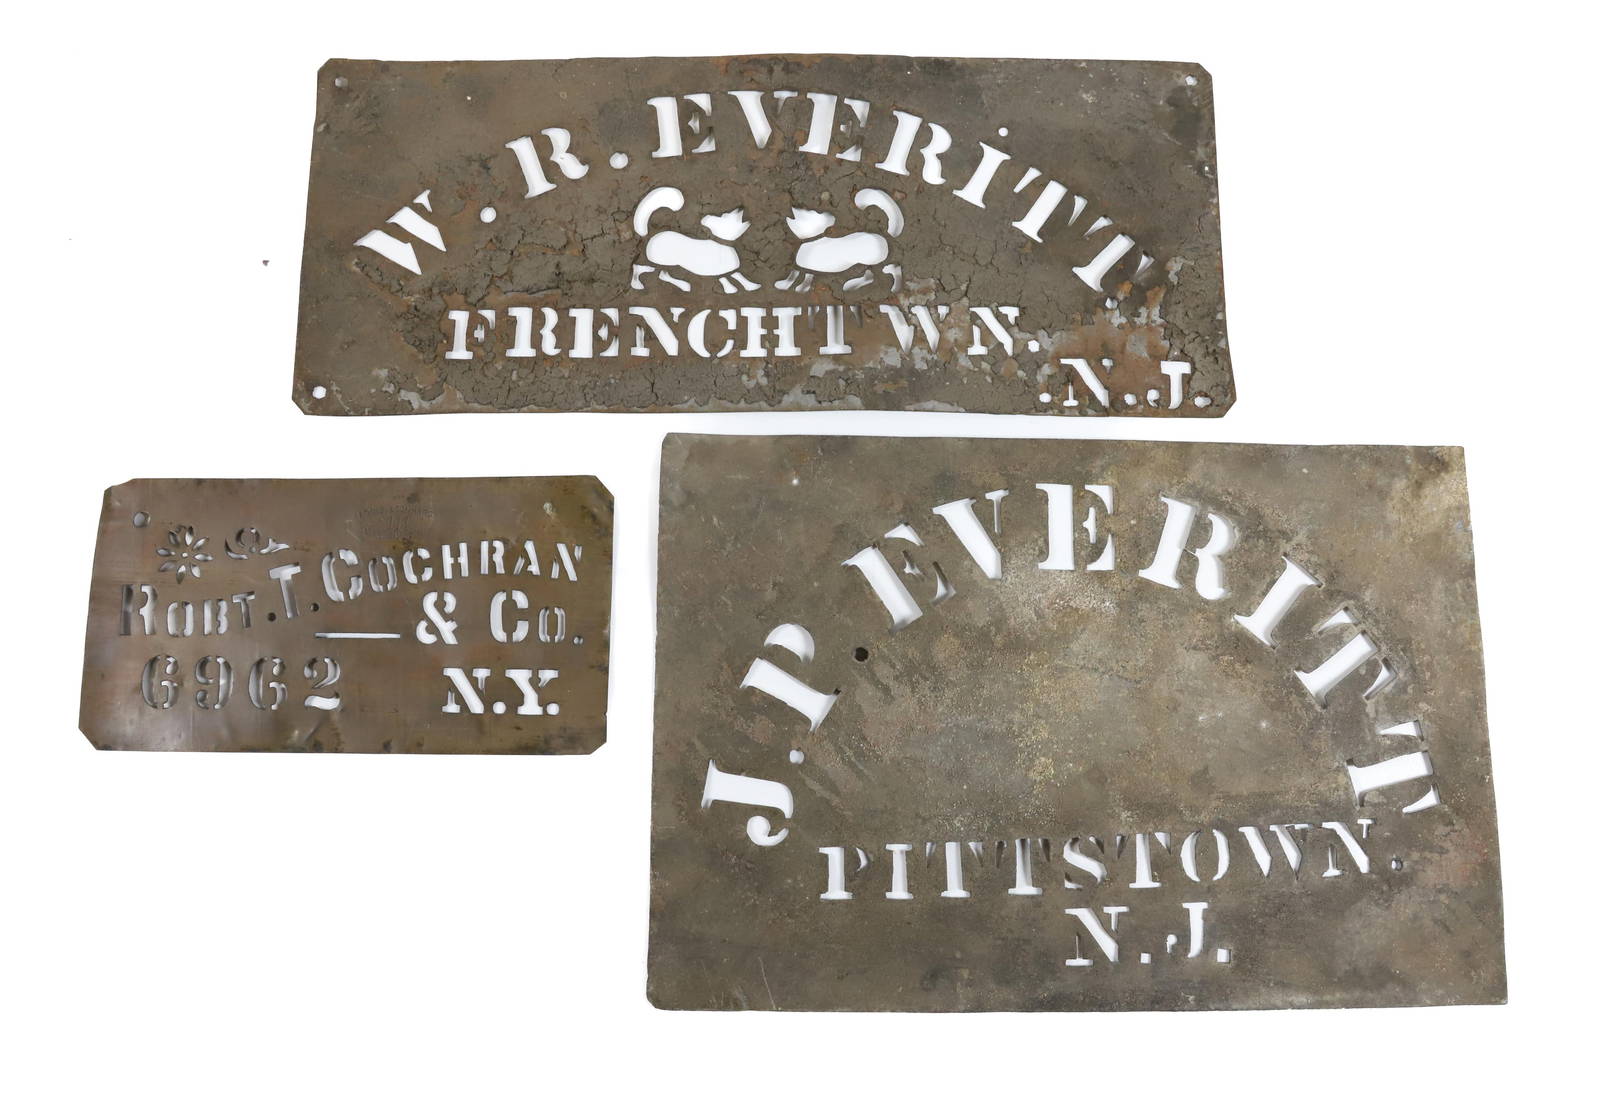 W.R.EVERITT.
FRENCHTWN.
.N.J.
ROBT.T.COCHRAN
& CO.
6962 N.Y.
J.P EVERITT
PITTSTOWN.
N.J.